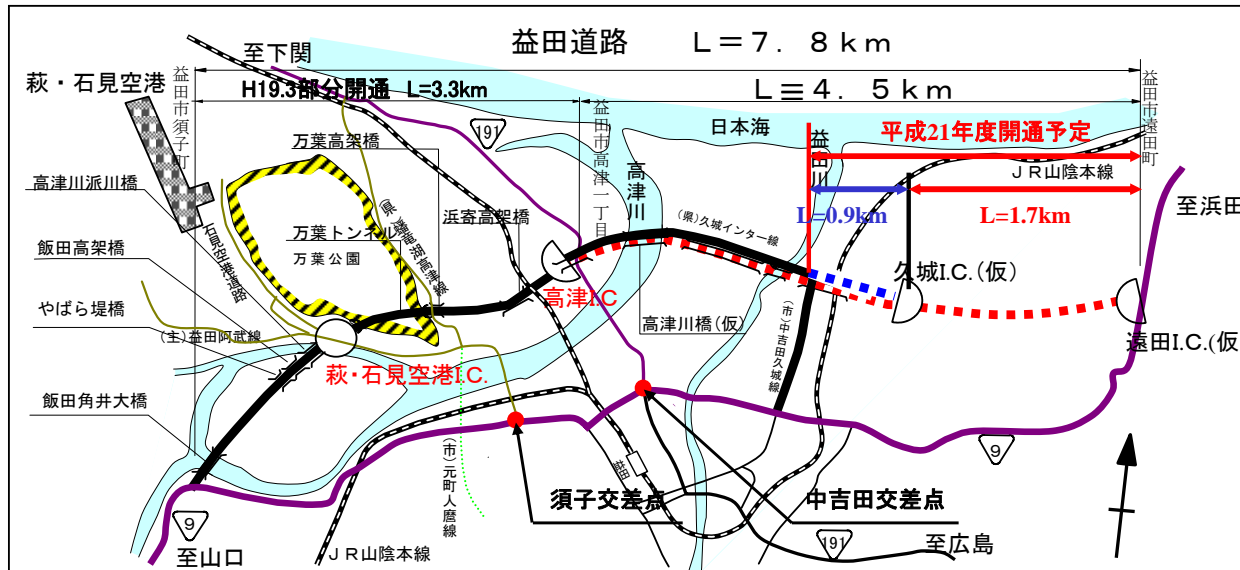 益田道路　L＝7．8ｋｍ
至下関
萩・石見空港
益田市須子町
H19.3部分開通　L=3.3km
L≡4．5ｋｍ
益田市遠田町
191
益田市高津一丁目
日本海
平成21年度開通予定
益田川
ＪＲ山陰本線
万葉高架橋
高津川
L=0.9km
L=1.7km
至浜田
高津川派川橋
(県)蟠竜湖高津線
浜寄高架橋
(県)久城インター線
万葉トンネル
万葉公園
飯田高架橋
石見空港道路
久城I.C.(仮)
高津I.C
やばら堤橋
(主)益田阿武線
高津川橋(仮)
(市)中吉田久城線
遠田I.C.(仮
萩・石見空港I.C.
飯田角井大橋
9
(市)元町人麿線
益田
須子交差点
中吉田交差点
9
至山口
ＪＲ山陰本線
191
至広島